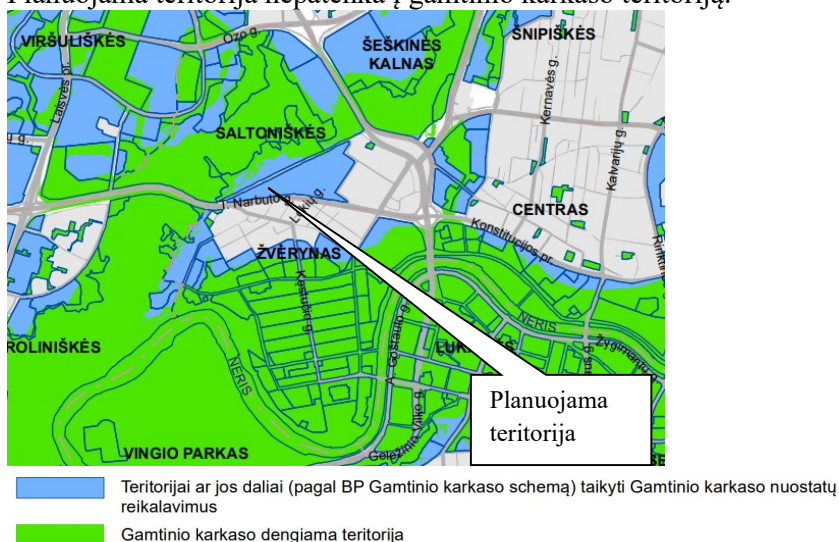 Planuojama teritorija nepatenka į gamtinio karkaso teritoriją.
VIRŠULIŠKĖS
Ozo g.
ŠEŠKINĖS
KALNAS
ŠNIPIŠKĖS
Laisvės pr.
Kernavės g.
Kalvarijų g.
SALTONIŠKĖS
J. Narbuto g.
Lokių g.
CENTRAS
Konstitucijos pr.
ŽVĖRYNAS
Kęstučio g.
NERIS
NERIS
A. Goštauto g.
Žygimantų g.
ROLINIŠKĖS
VINGIO PARKAS
Geležinio Vilko g.
Planuojama
teritorija
Teritorijai ar jos daliai (pagal BP Gamtinio karkaso schemą) taikyti Gamtinio karkaso nuostatų
reikalavimus
Gamtinio karkaso dengiama teritorija